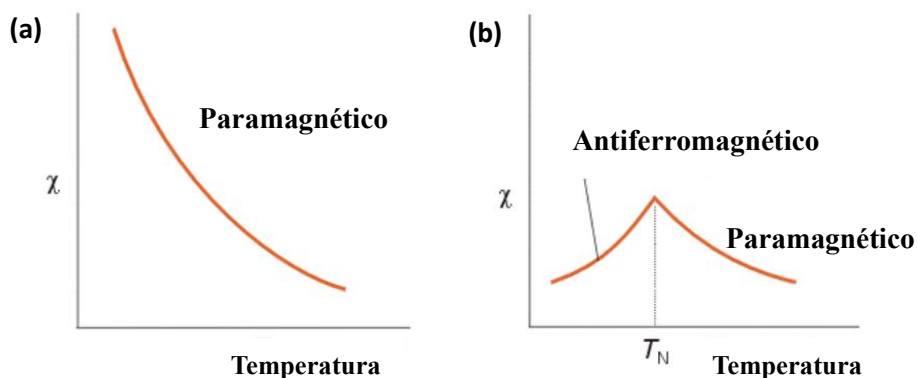 (a)
Paramagnético
χ
Temperatura
(b)
Antiferromagnético
χ
Paramagnético
T_N
Temperatura